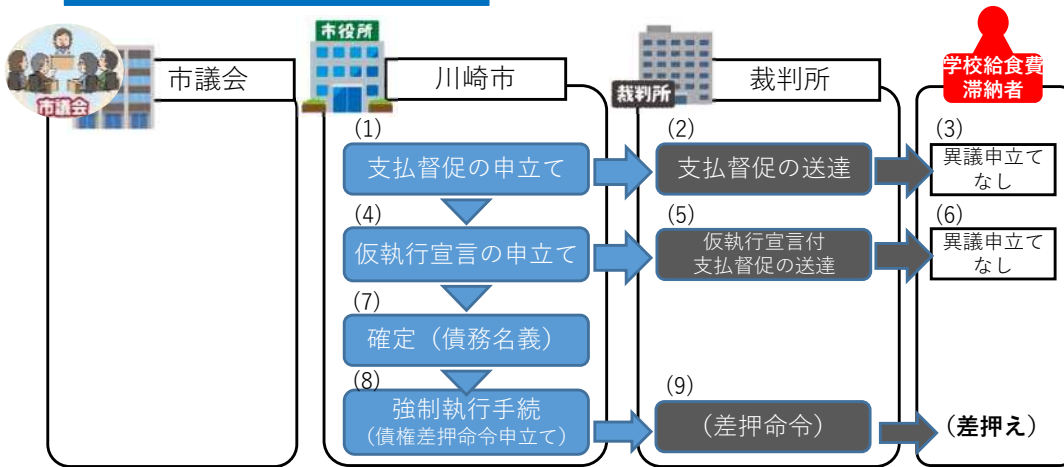 市議会
市議会
市役所
川崎市
裁判所
裁判所
学校給食費
滞納者
(1)
支払督促の申立て
(2)
支払督促の送達
(3)
異議申立て
なし
(4)
仮執行宣言の申立て
(5)
仮執行宣言付
支払督促の送達
(6)
異議申立て
なし
(7)
確定（債務名義）
(8)
強制執行手続
(債権差押命令申立て)
(9)
(差押命令)
(差押え)